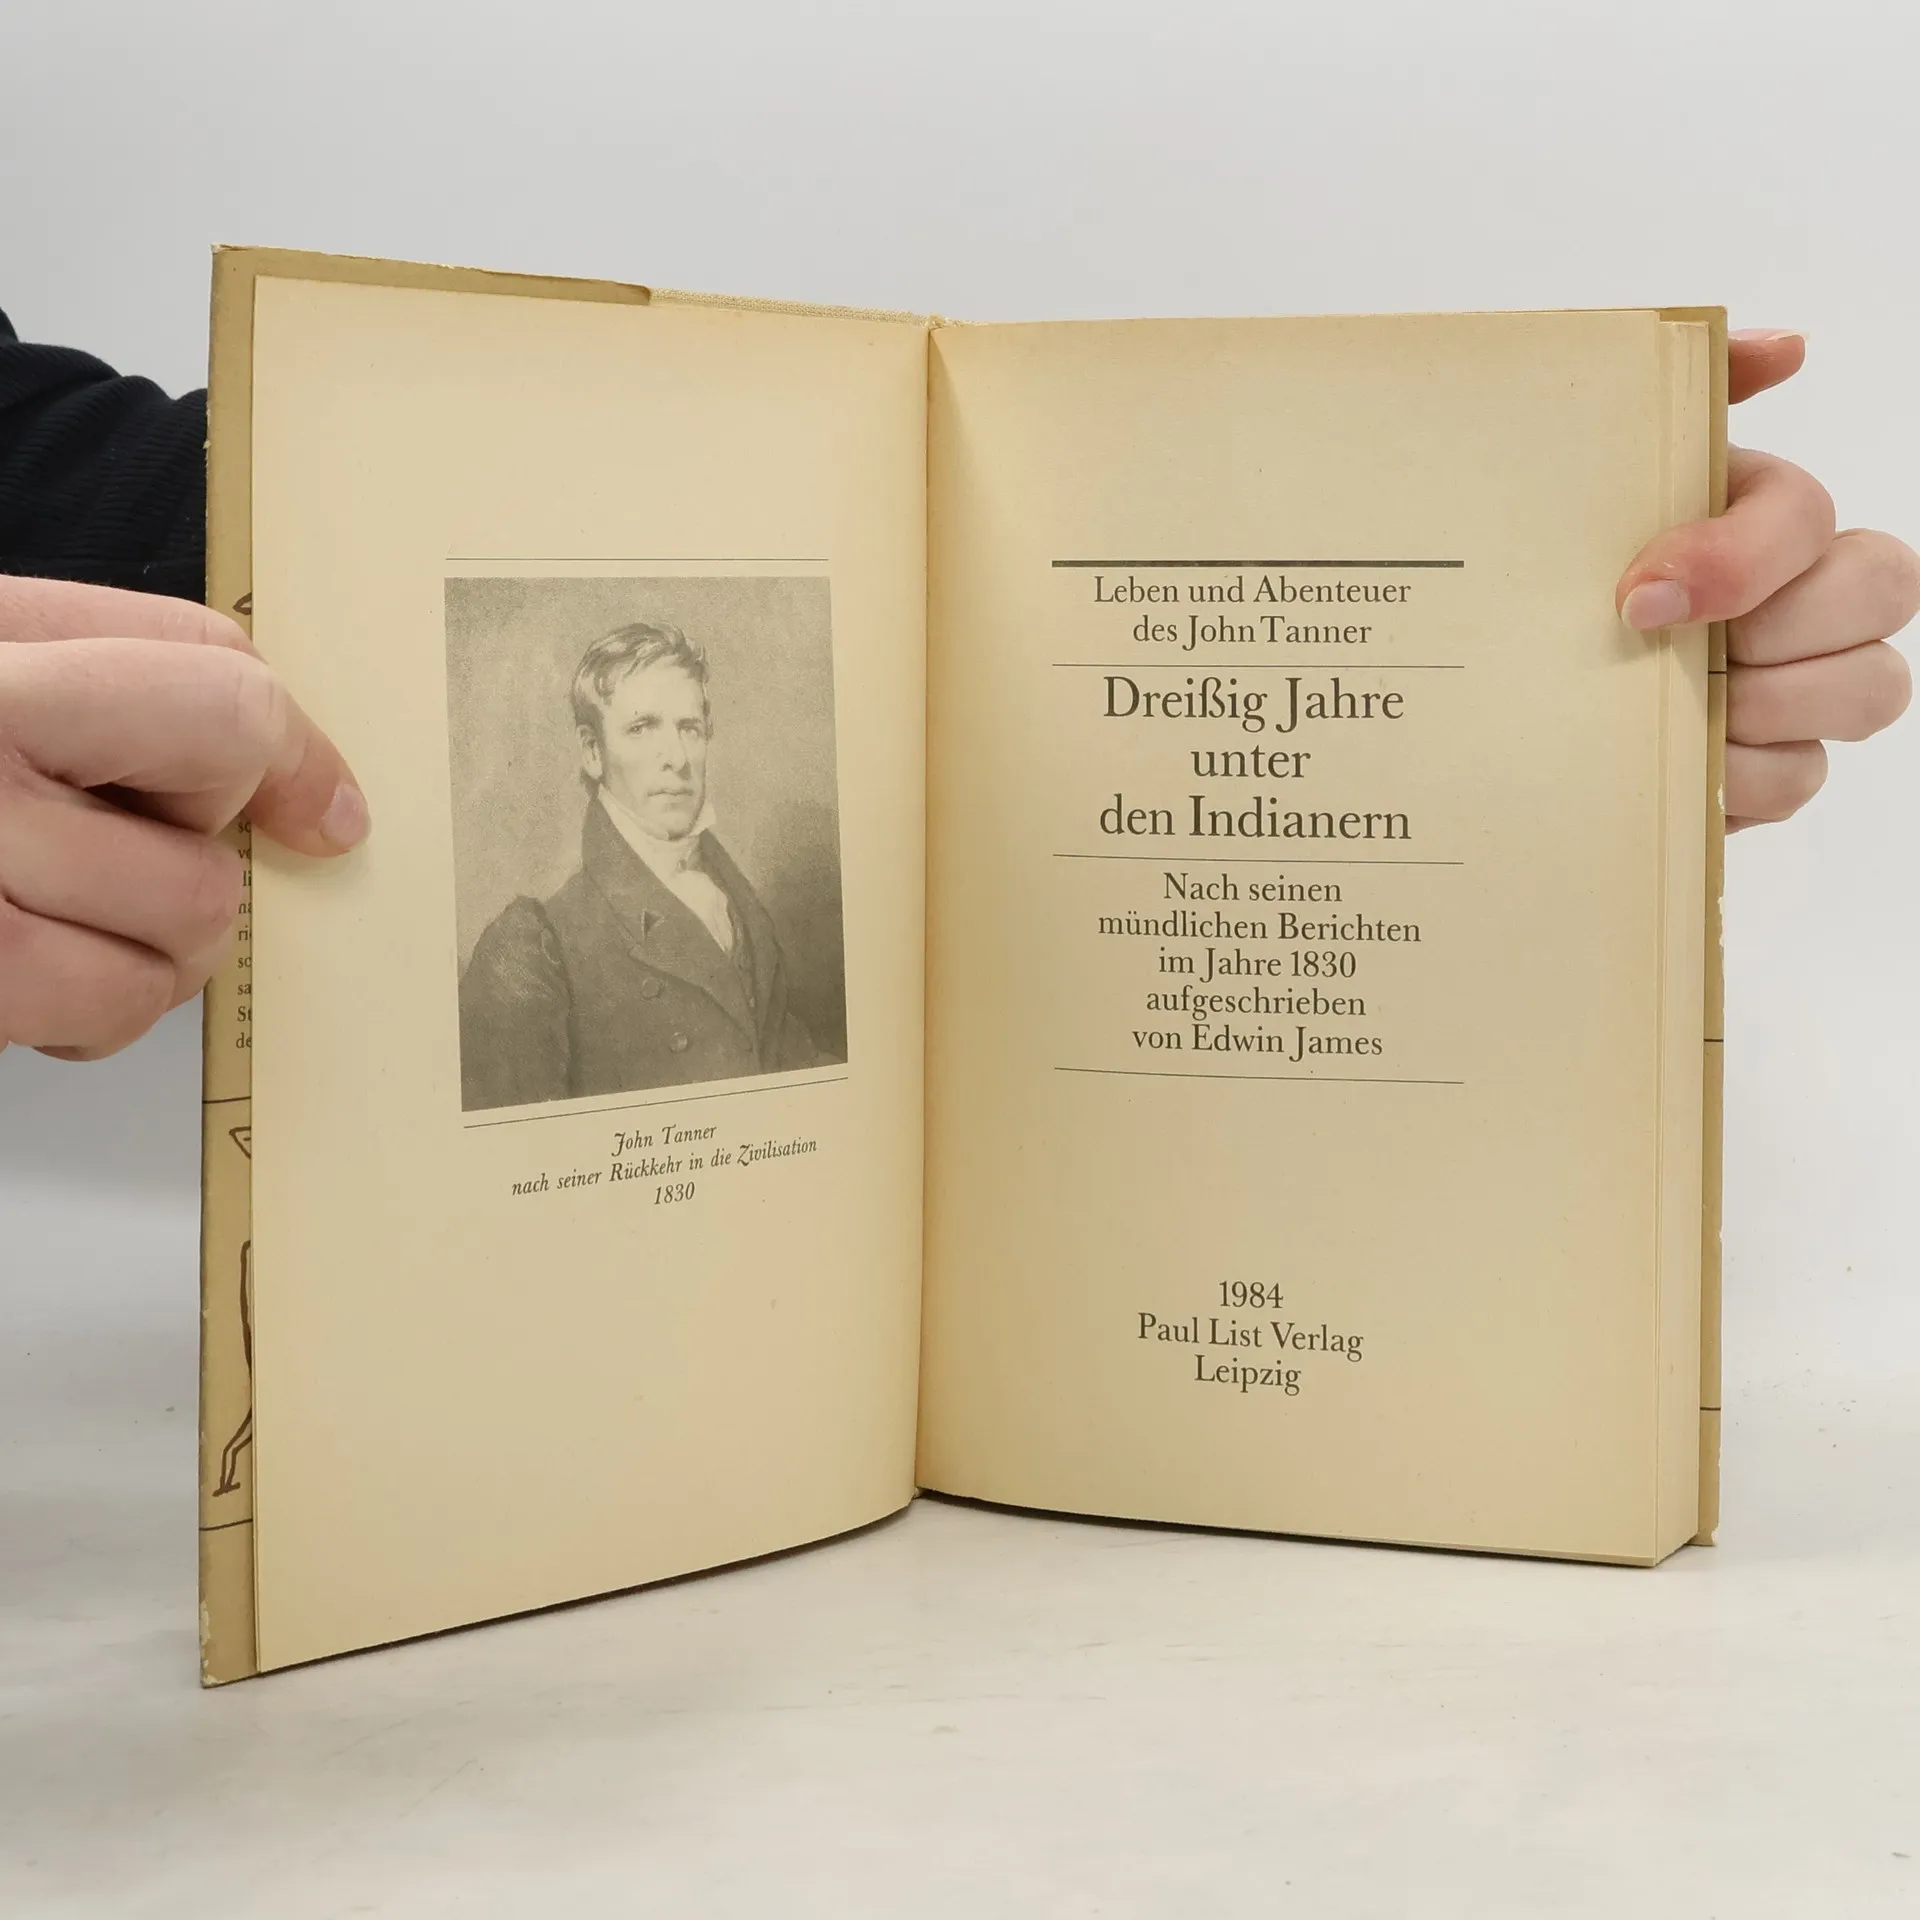 John Tanner
nach seiner Rückkehr in die Zivilisation
1830
Leben und Abenteuer
des John Tanner
Dreißig Jahre
unter
den Indianern
Nach seinen
mündlichen Berichten
im Jahre 1830
aufgeschrieben
von Edwin James
1984
Paul List Verlag
Leipzig